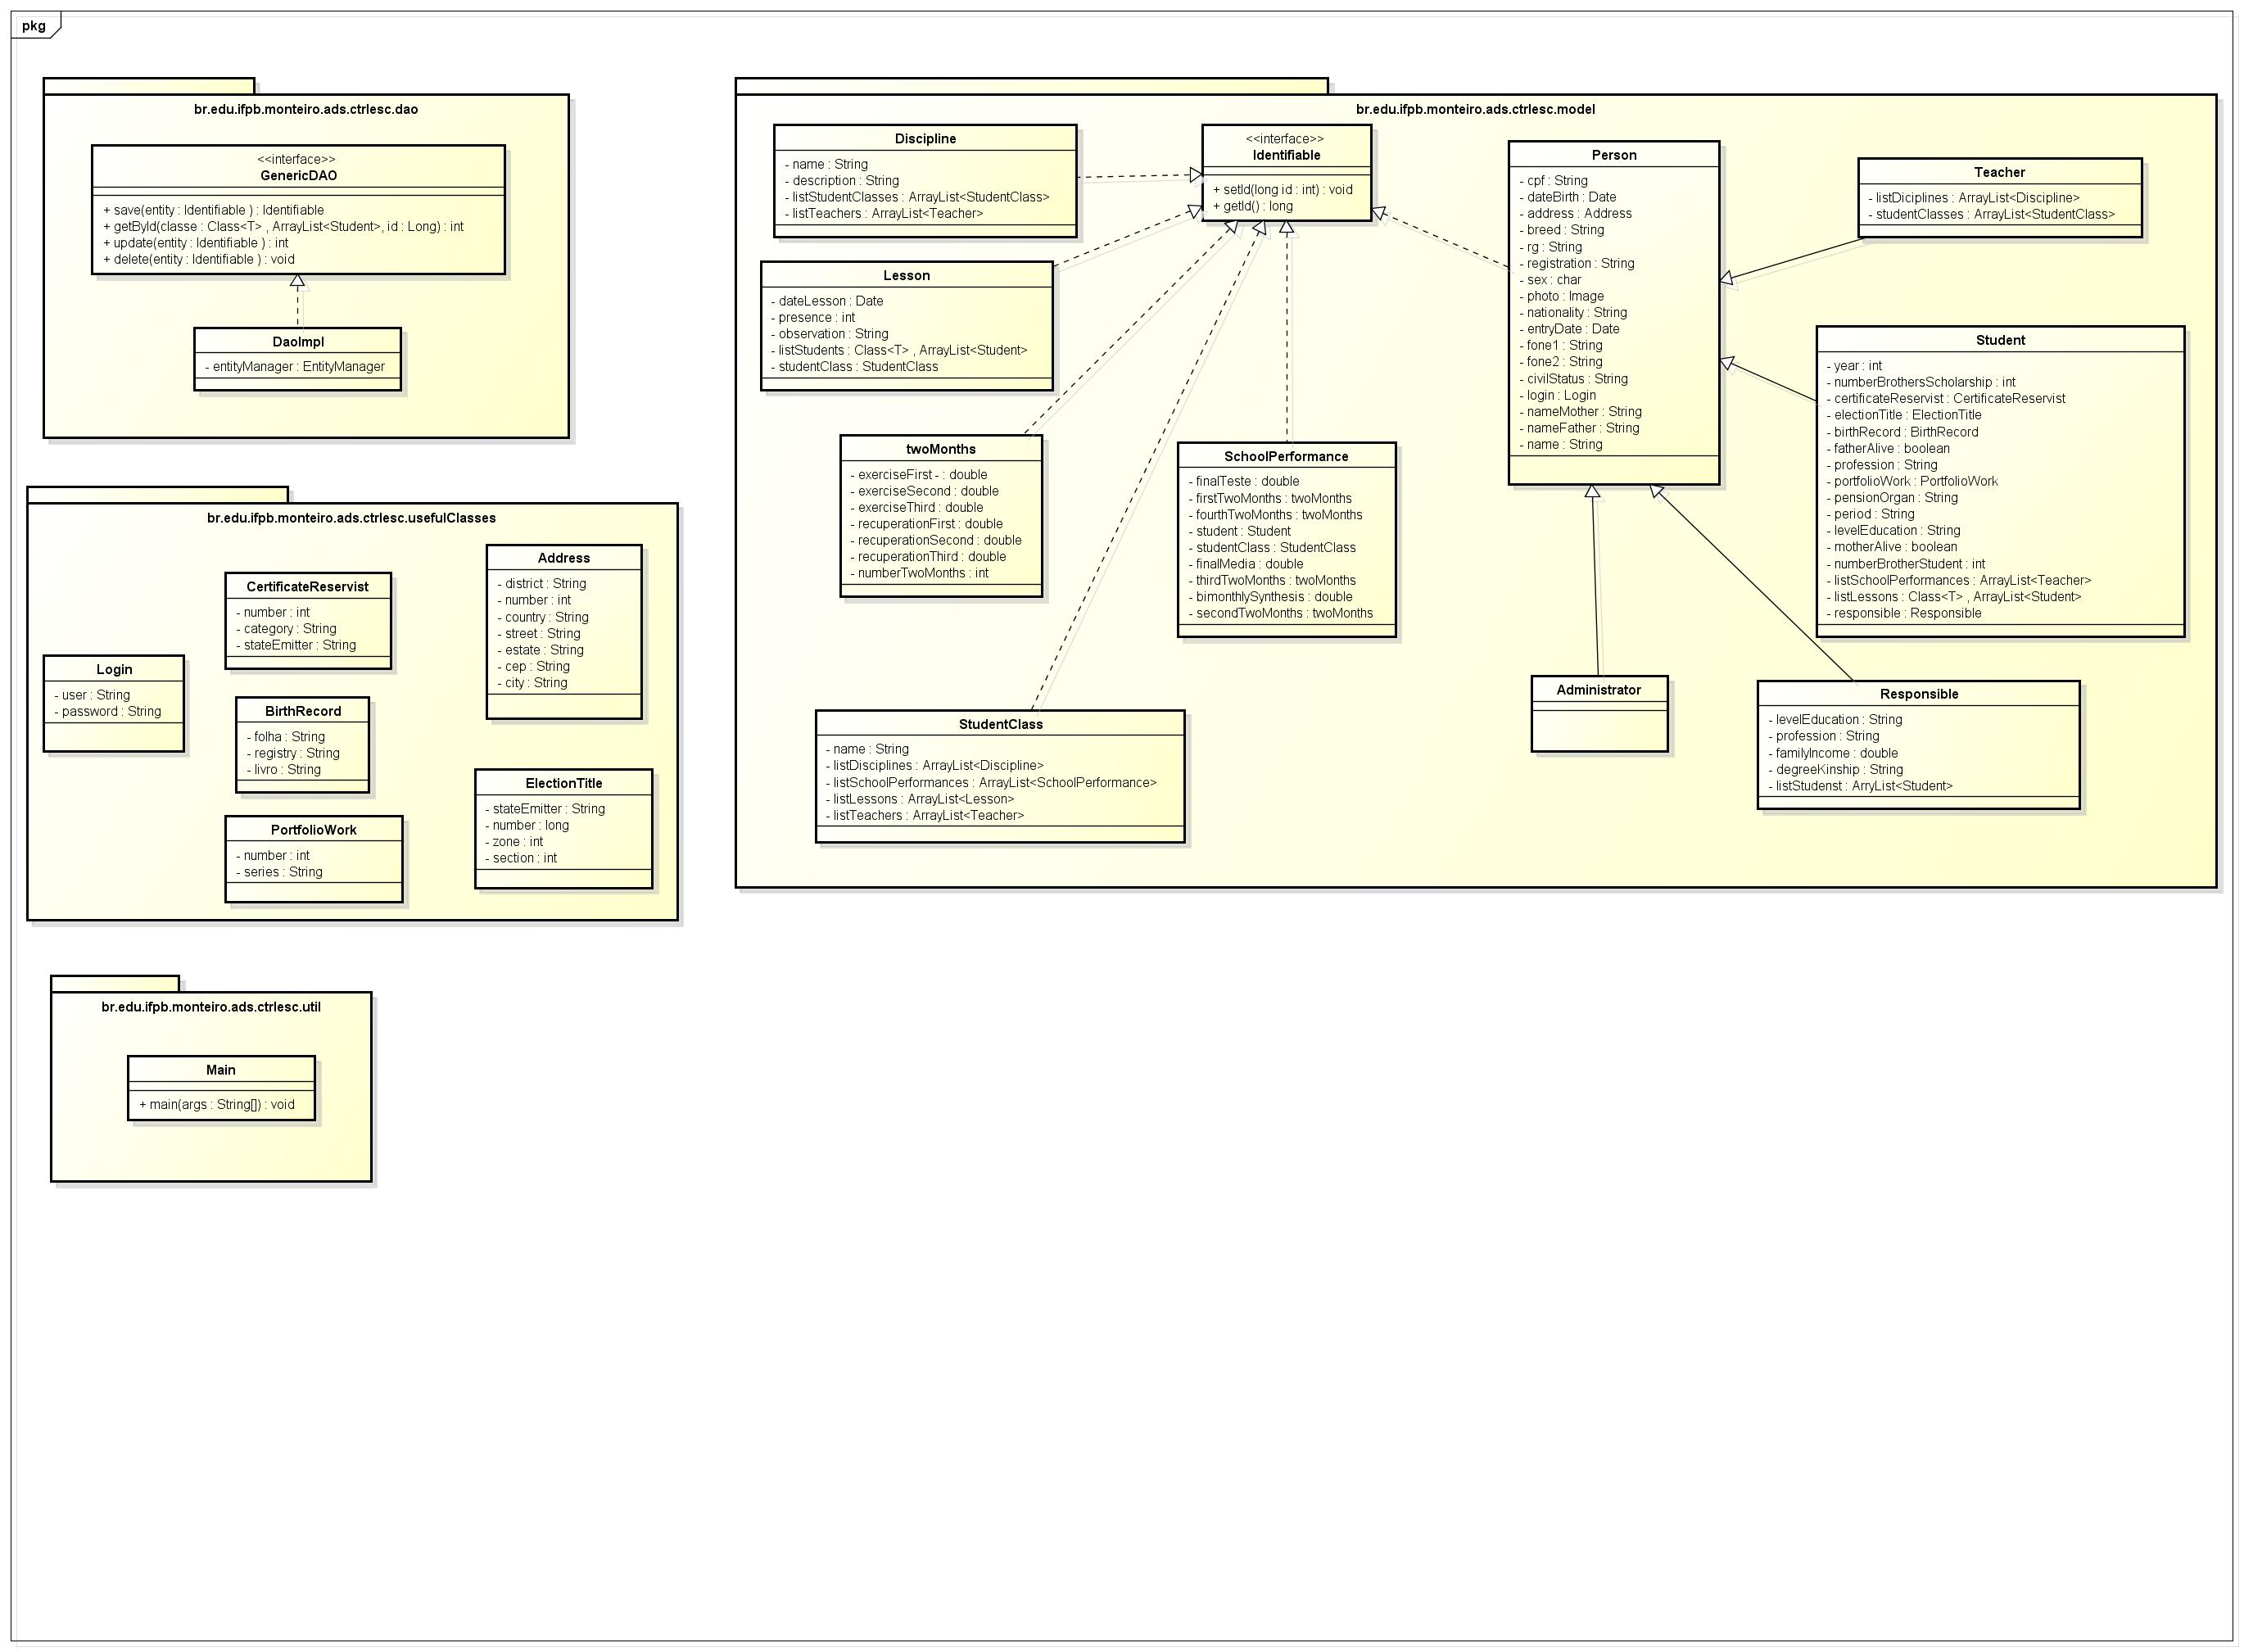 pkg
br.edu.ifpb.monteiro.ads.ctrlesc.dao
<<interface>>
GenericDAO
+ save(entity : Identifiable ) : Identifiable
+ getById(classe : Class<T> , ArrayList<Student>, id : Long) : int
+ update(entity : Identifiable ) : int
+ delete(entity : Identifiable ) : void
DaoImpl
- entityManager : EntityManager
br.edu.ifpb.monteiro.ads.ctrlesc.usefulClasses
CertificateReservist
- number : int
- category : String
- stateEmitter : String
Address
- district : String
- number : int
- country : String
- street : String
- estate : String
- cep : String
- city : String
Login
- user : String
- password : String
BirthRecord
- folha : String
- registry : String
- livro : String
PortfolioWork
- number : int
- series : String
ElectionTitle
- stateEmitter : String
- number : long
- zone : int
- section : int
br.edu.ifpb.monteiro.ads.ctrlesc.util
Main
+ main(args : String[]) : void
br.edu.ifpb.monteiro.ads.ctrlesc.model
Discipline
- name : String
- description : String
- listStudentClasses : ArrayList<StudentClass>
- listTeachers : ArrayList<Teacher>
<<interface>>
Identifiable
+ setId(long id : int) : void
+ getId() : long
Lesson
- dateLesson : Date
- presence : int
- observation : String
- listStudents : Class<T> , ArrayList<Student>
- studentClass : StudentClass
twoMonths
- exerciseFirst - : double
- exerciseSecond : double
- exerciseThird : double
- recuperationFirst : double
- recuperationSecond : double
- recuperationThird : double
- numberTwoMonths : int
SchoolPerformance
- finalTeste : double
- firstTwoMonths : twoMonths
- fourthTwoMonths : twoMonths
- student : Student
- studentClass : StudentClass
- finalMedia : double
- thirdTwoMonths : twoMonths
- bimonthlySynthesis : double
- secondTwoMonths : twoMonths
StudentClass
- name : String
- listDisciplines : ArrayList<Discipline>
- listSchoolPerformances : ArrayList<SchoolPerformance>
- listLessons : ArrayList<Lesson>
- listTeachers : ArrayList<Teacher>
Person
- cpf : String
- dateBirth : Date
- address : Address
- breed : String
- rg : String
- registration : String
- sex : char
- photo : Image
- nationality : String
- entryDate : Date
- fone1 : String
- fone2 : String
- civilStatus : String
- login : Login
- nameMother : String
- nameFather : String
- name : String
Teacher
- listDiciplines : ArrayList<Discipline>
- studentClasses : ArrayList<StudentClass>
Student
- year : int
- numberBrothersScholarship : int
- certificateReservist : CertificateReservist
- electionTitle : ElectionTitle
- birthRecord : BirthRecord
- fatherAlive : boolean
- profession : String
- portfolioWork : PortfolioWork
- pensionOrgan : String
- period : String
- levelEducation : String
- motherAlive : boolean
- numberBrotherStudent : int
- listSchoolPerformances : ArrayList<Teacher>
- listLessons : Class<T> , ArrayList<Student>
- responsible : Responsible
Administrator
Responsible
- levelEducation : String
- profession : String
- familyIncome : double
- degreeKinship : String
- listStudenst : ArryList<Student>